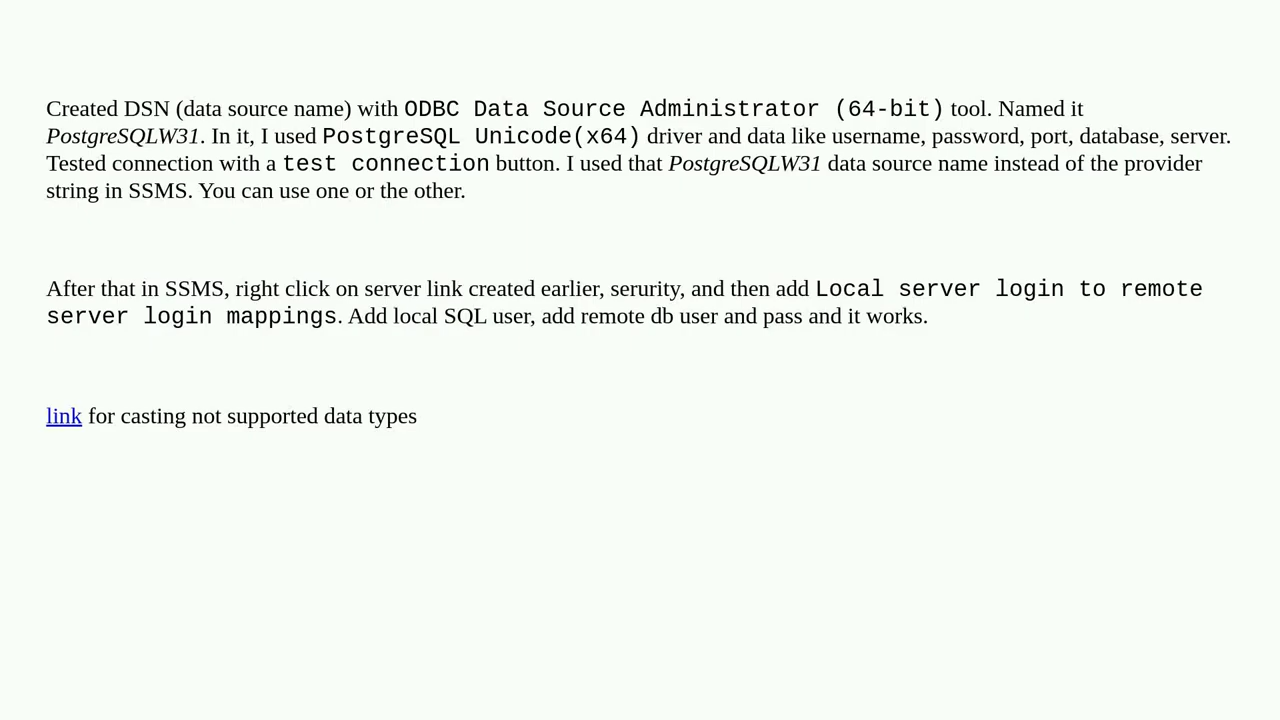 Created DSN (data source name) with ODBC Data Source Administrator (64-bit) tool. Named it
PostgreSQLW31. In it, I used PostgreSQL Unicode(x64) driver and data like username, password, port, database, server.
Tested connection with a test connection button. I used that PostgreSQLW31 data source name instead of the provider
string in SSMS. You can use one or the other.
After that in SSMS, right click on server link created earlier, serurity, and then add Local server login to remote
server login mappings. Add local SQL user, add remote db user and pass and it works.
link for casting not supported data types